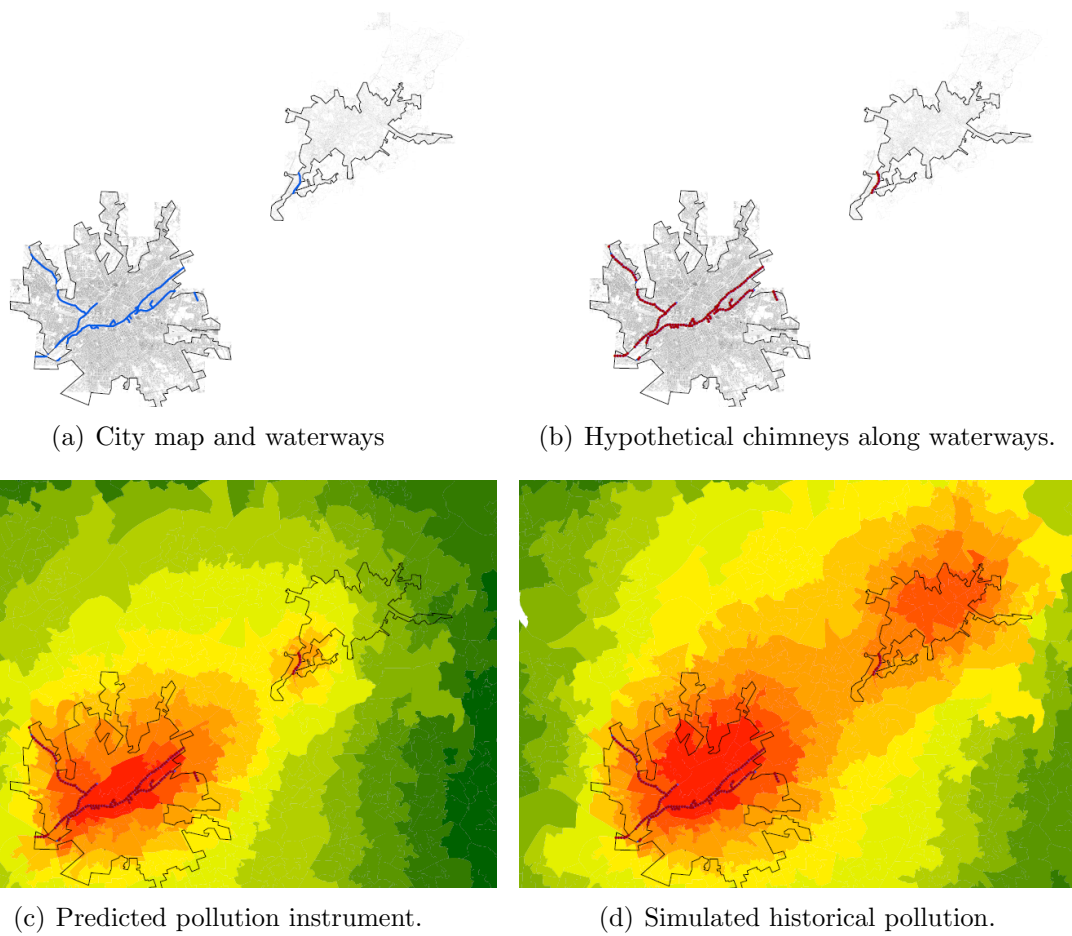 (a) City map and waterways
(b) Hypothetical chimneys along waterways.
(c) Predicted pollution instrument.
(d) Simulated historical pollution.